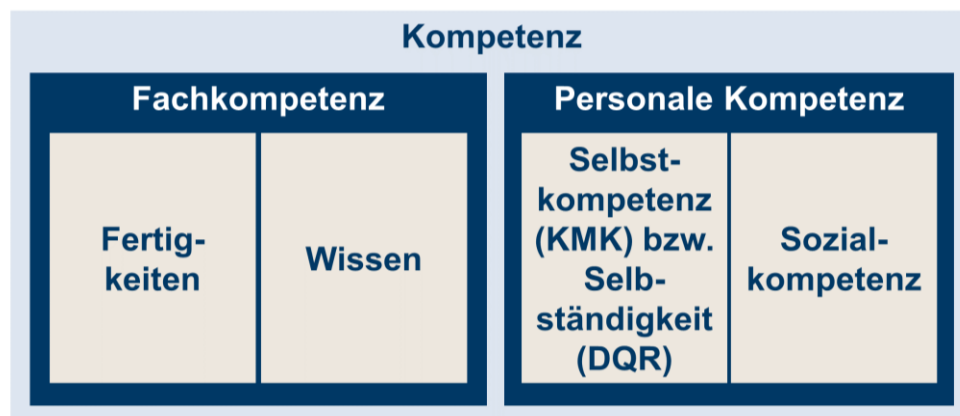 Kompetenz
Fachkompetenz
Fertig-
keiten
Wissen
Personale Kompetenz
Selbst-
kompetenz
(KMK) bzw.
Selb-
ständigkeit
(DQR)
Sozial-
kompetenz